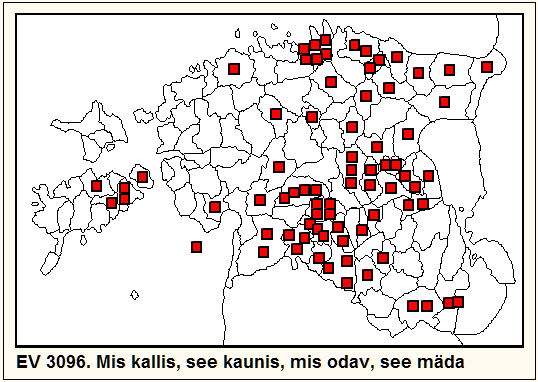 EV 3096. Mis kallis, see kaunis, mis odav, see mäda